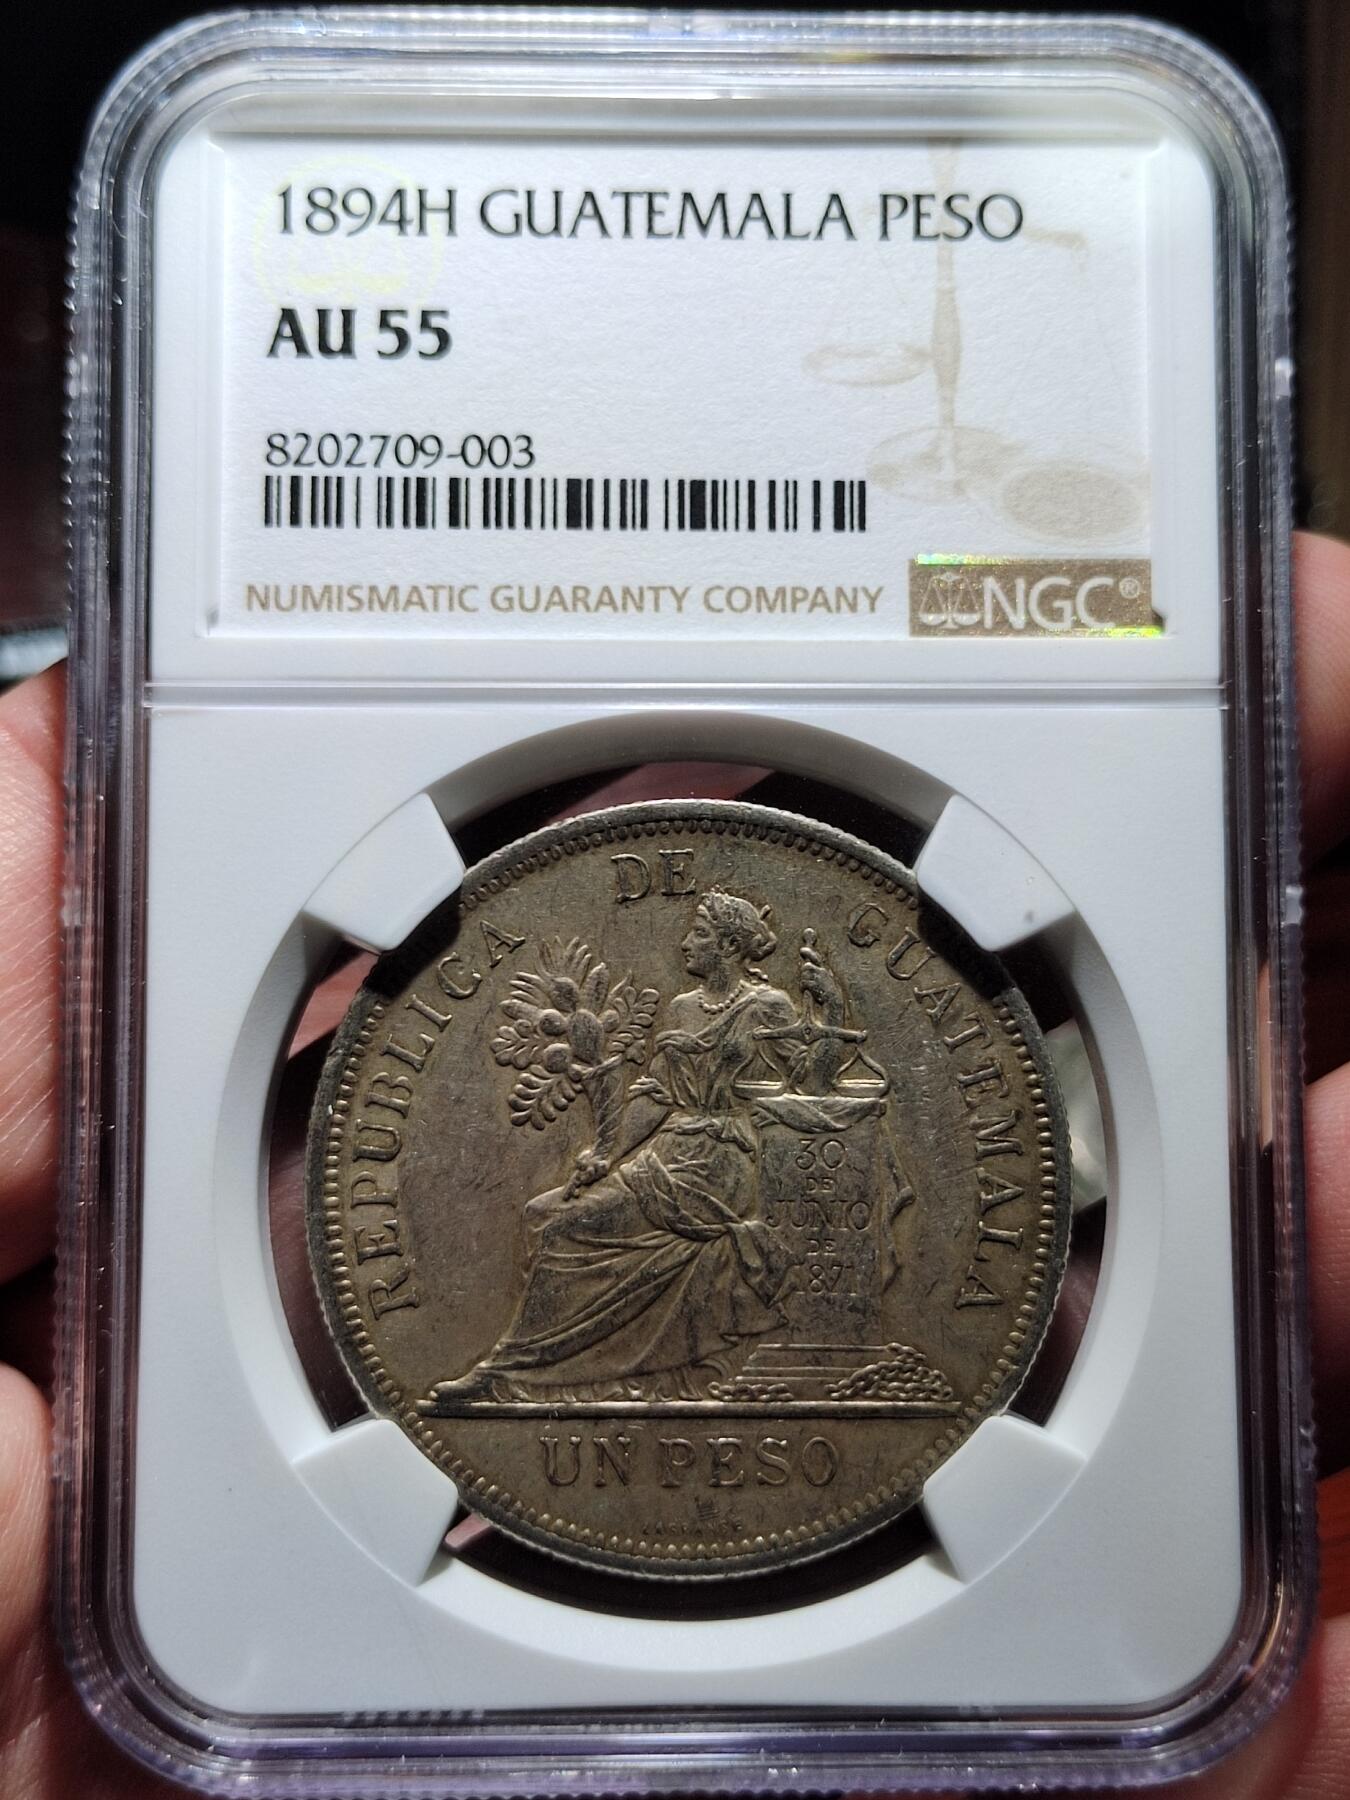 1894H GUATEMALA PESO
AU 55
8202709-003
NUMISMATIC GUARANTY COMPANY
NGC®
REPUBLICA DE GUATEMALA
30
DE
JUNIO
DE
1871
UN PESO